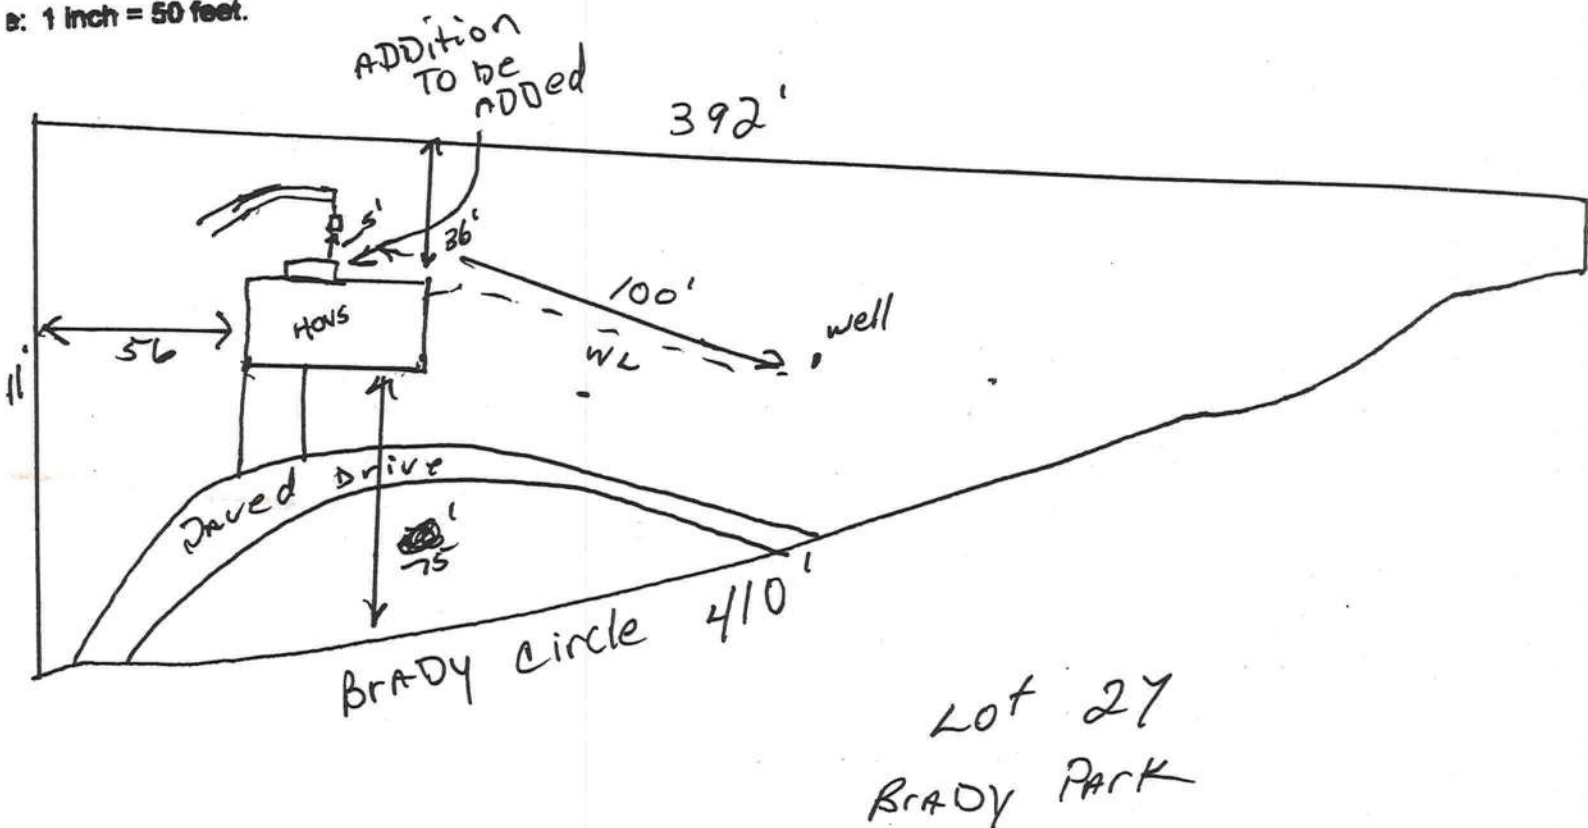 e: 1 inch = 50 feet.
ADDition
TO be
ADDed
392'
5'
36'
100'
well
HOUS
WL
56
11'
PAved Drive
'
75
BrADY circle 410'
Lot 27
BrADY PArK